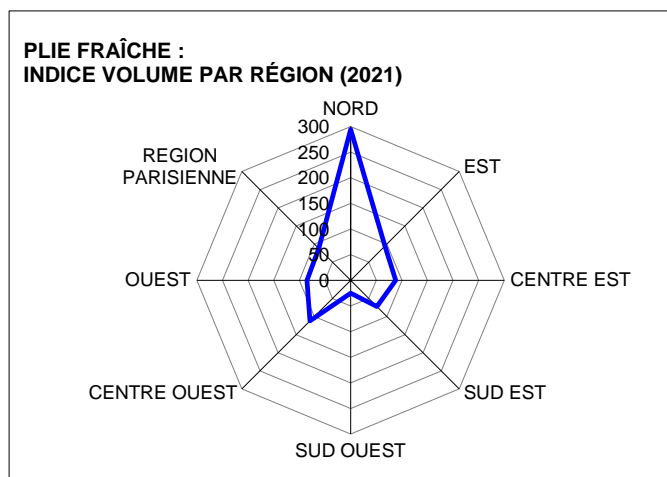 PLIE FRAÎCHE :
INDICE VOLUME PAR RÉGION (2021)
NORD
300
250
200
150
100
50
0
EST
CENTRE EST
SUD EST
SUD OUEST
CENTRE OUEST
OUEST
REGION
PARISIENNE